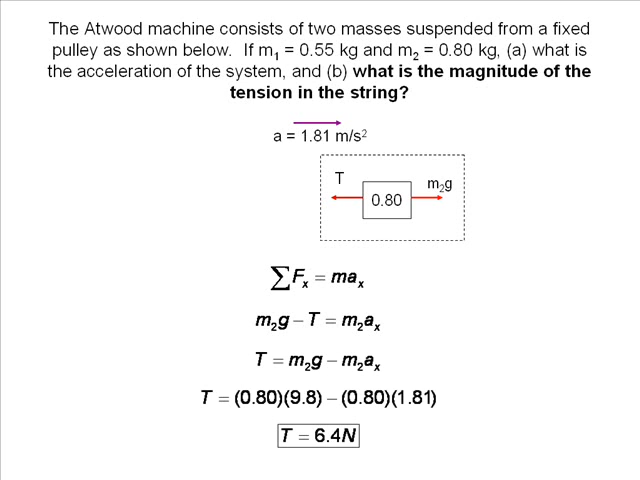 The Atwood machine consists of two masses suspended from a fixed
pulley as shown below. If m₁ = 0.55 kg and m₂ = 0.80 kg, (a) what is
the acceleration of the system, and (b) what is the magnitude of the
tension in the string?
a = 1.81 m/s²
T
m₂g
0.80
∑Fₓ = maₓ
m₂g − T = m₂aₓ
T = m₂g − m₂aₓ
T = (0.80)(9.8) − (0.80)(1.81)
T = 6.4N